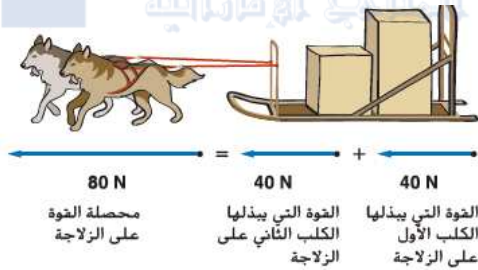 80 N = 40 N + 40 N
القوة التي يبذلها
الكلب الأول
على الزلاجة
القوة التي يبذلها
الكلب الثاني على
الزلاجة
محصلة القوة
على الزلاجة